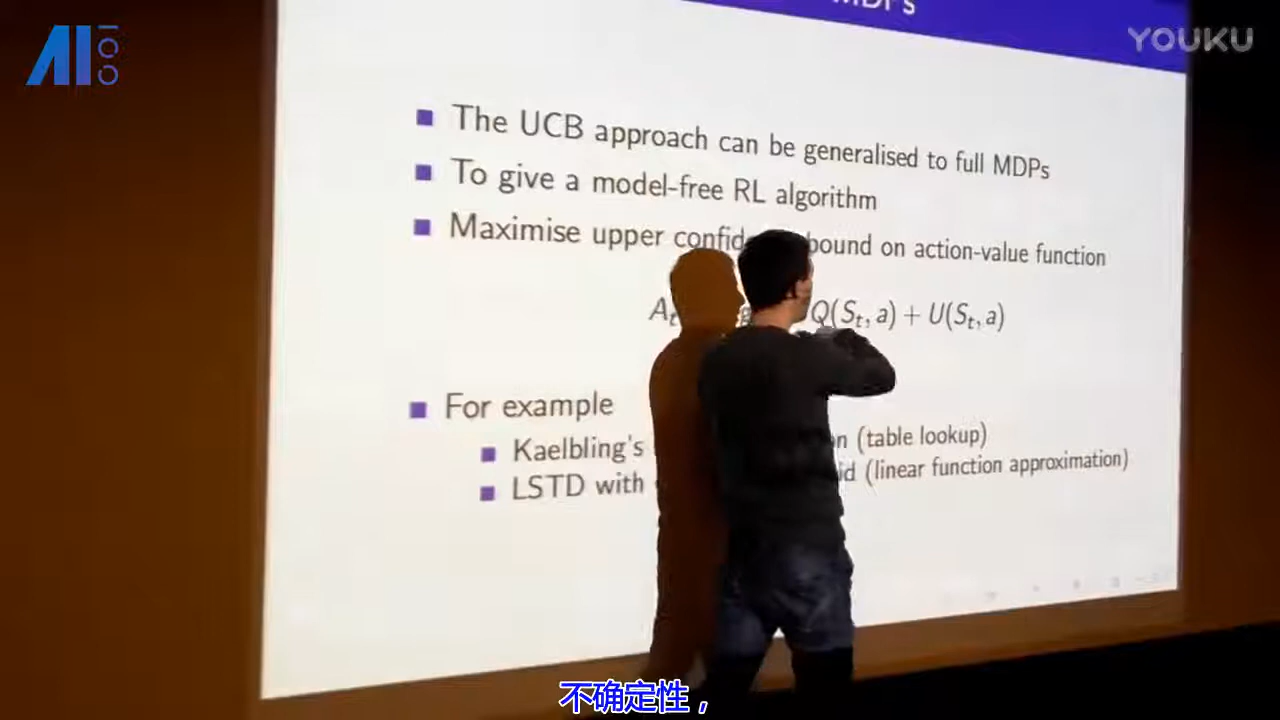 AI100
YOUKU
MDPs
The UCB approach can be generalised to full MDPs
To give a model-free RL algorithm
Maximise upper bound on action-value function
Q(S_t, a) + U(S_t, a)
For example
Kaelbling's (table lookup)
LSTD with (linear function approximation)
不确定性，